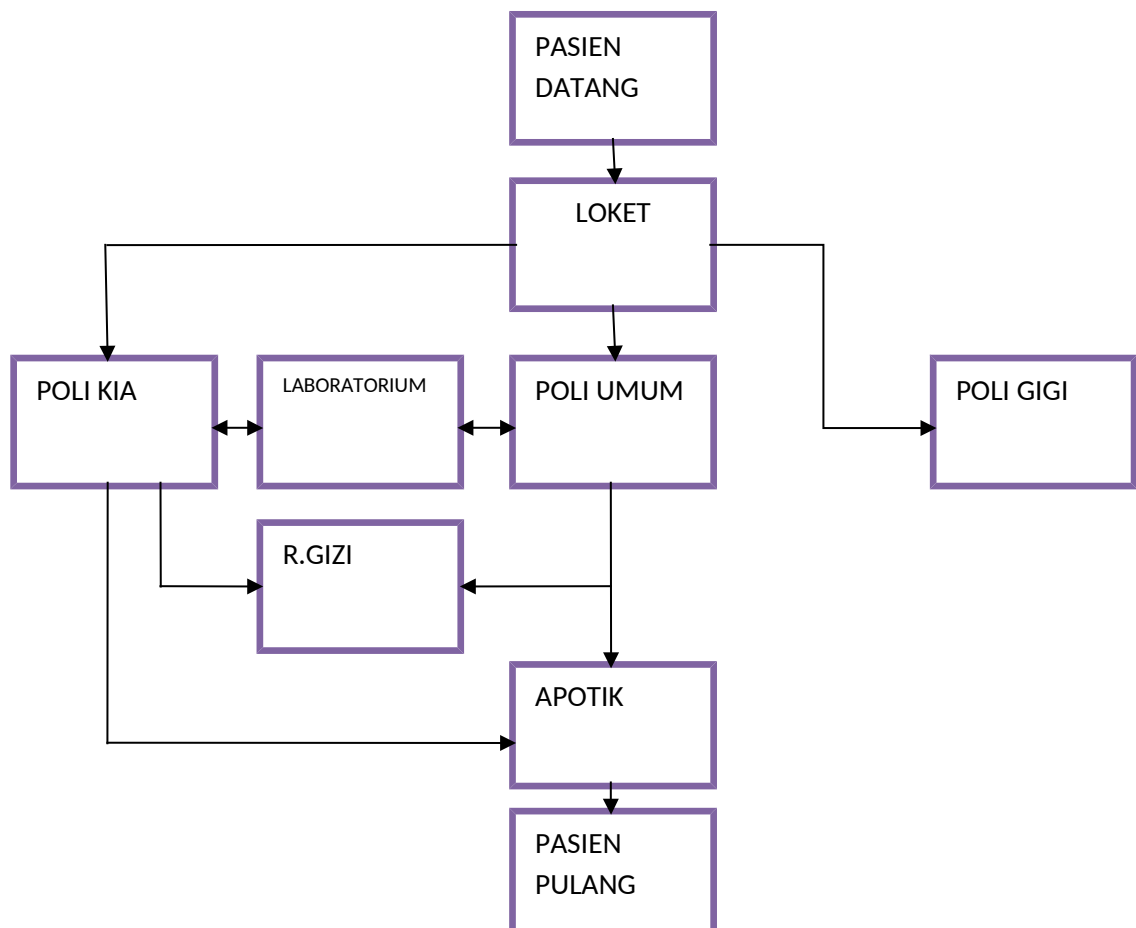 PASIEN
DATANG
LOKET
POLI KIA
LABORATORIUM
POLI UMUM
POLI GIGI
R.GIZI
APOTIK
PASIEN
PULANG